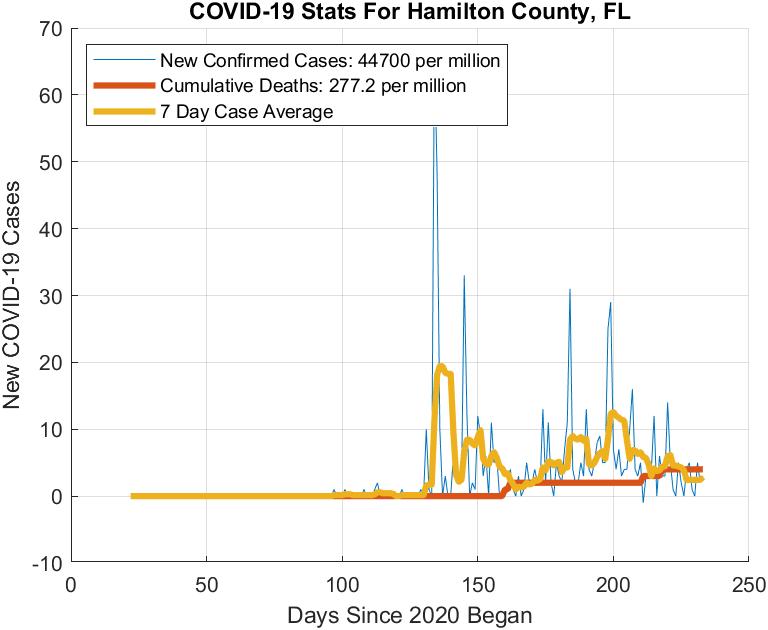 COVID-19 Stats For Hamilton County, FL
70
New Confirmed Cases: 44700 per million
Cumulative Deaths: 277.2 per million
7 Day Case Average
60
50
40
30
20
10
0
-10
New COVID-19 Cases
0 50 100 150 200 250
Days Since 2020 Began